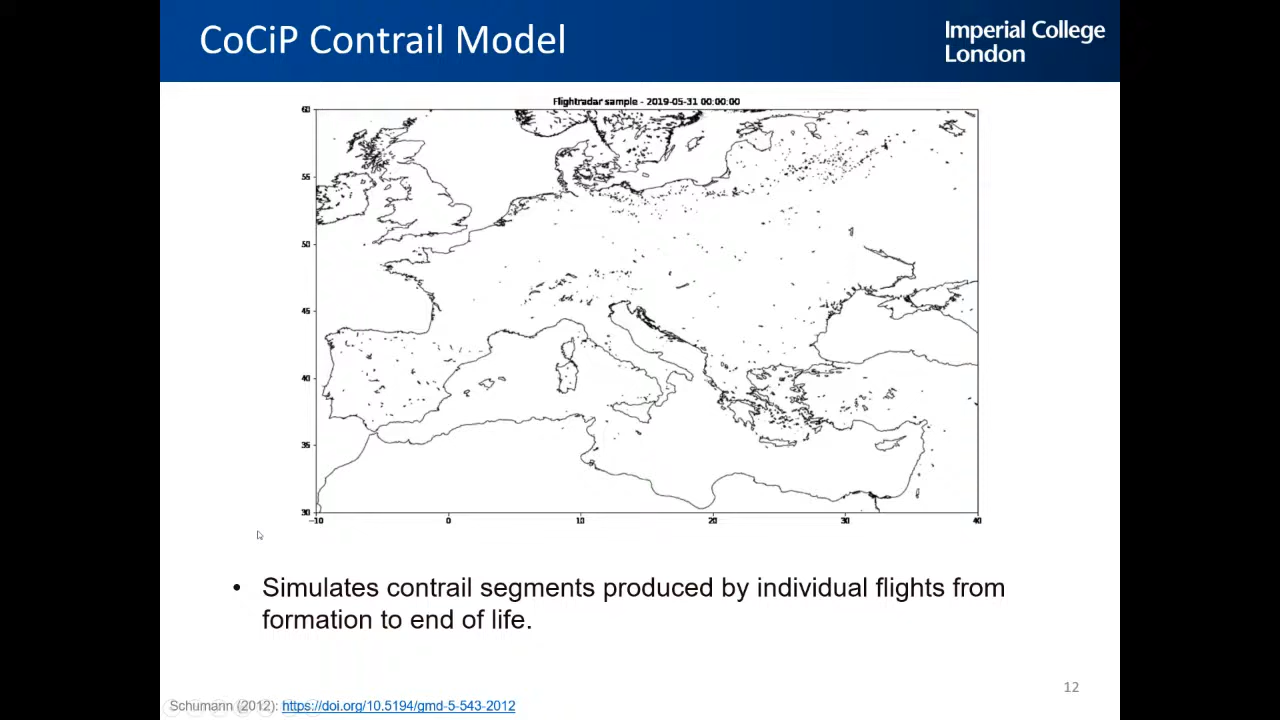 CoCiP Contrail Model
Imperial College
London
Flightradar sample - 2019-05-31 00:00:00
60
55
50
45
40
35
30
-10
0
10
20
30
40
• Simulates contrail segments produced by individual flights from
formation to end of life.
12
Schumann (2012): https://doi.org/10.5194/gmd-5-543-2012